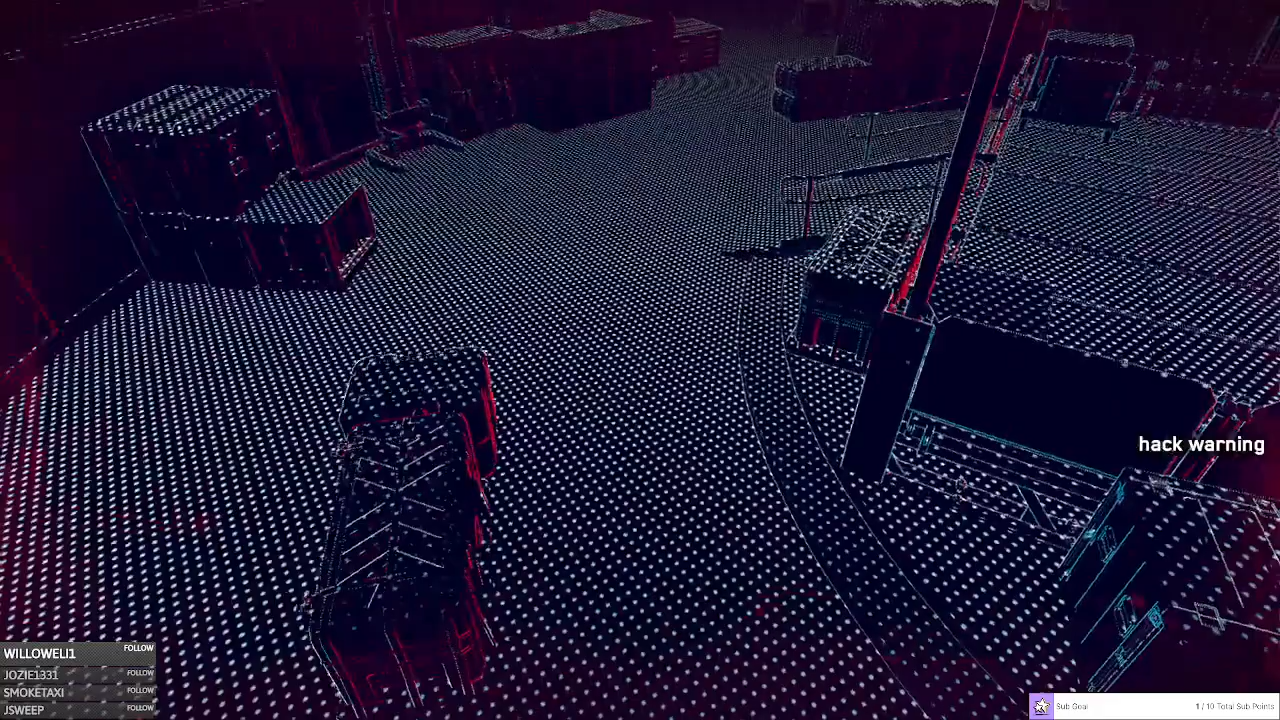 hack warning
WILLOWELI1 FOLLOW
JOZIE1331 FOLLOW
SMOKETAXI FOLLOW
JSWEEP FOLLOW
Sub Goal 1 / 10 Total Sub Points